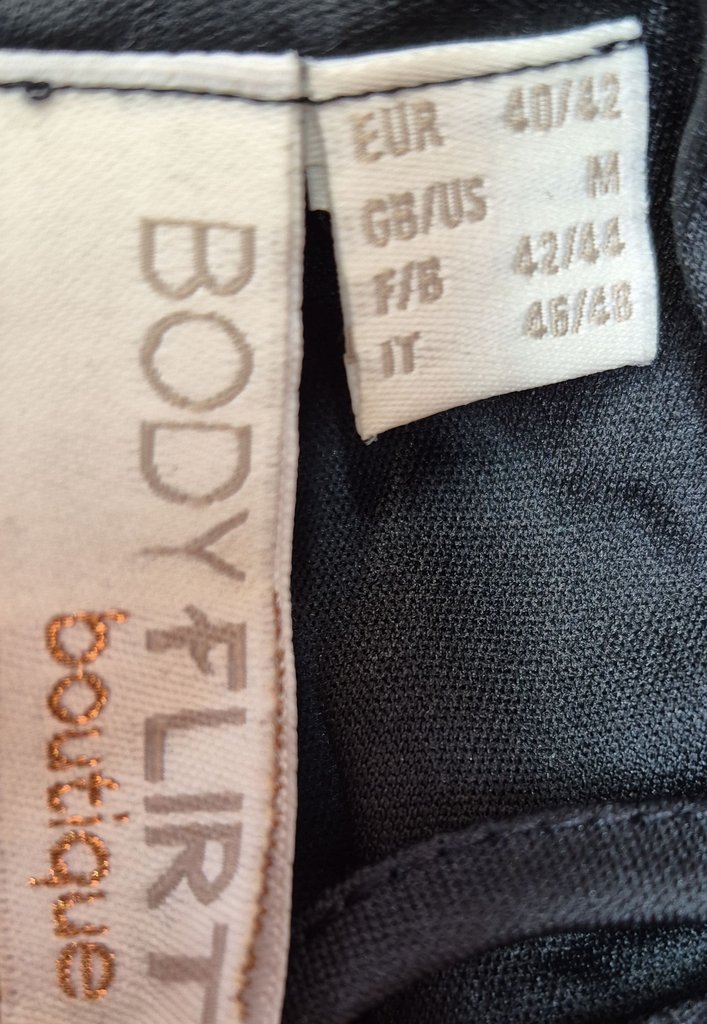 BODYFLIRT
boutique
EUR 40/42
GB/US M
F/B 42/44
IT 46/48